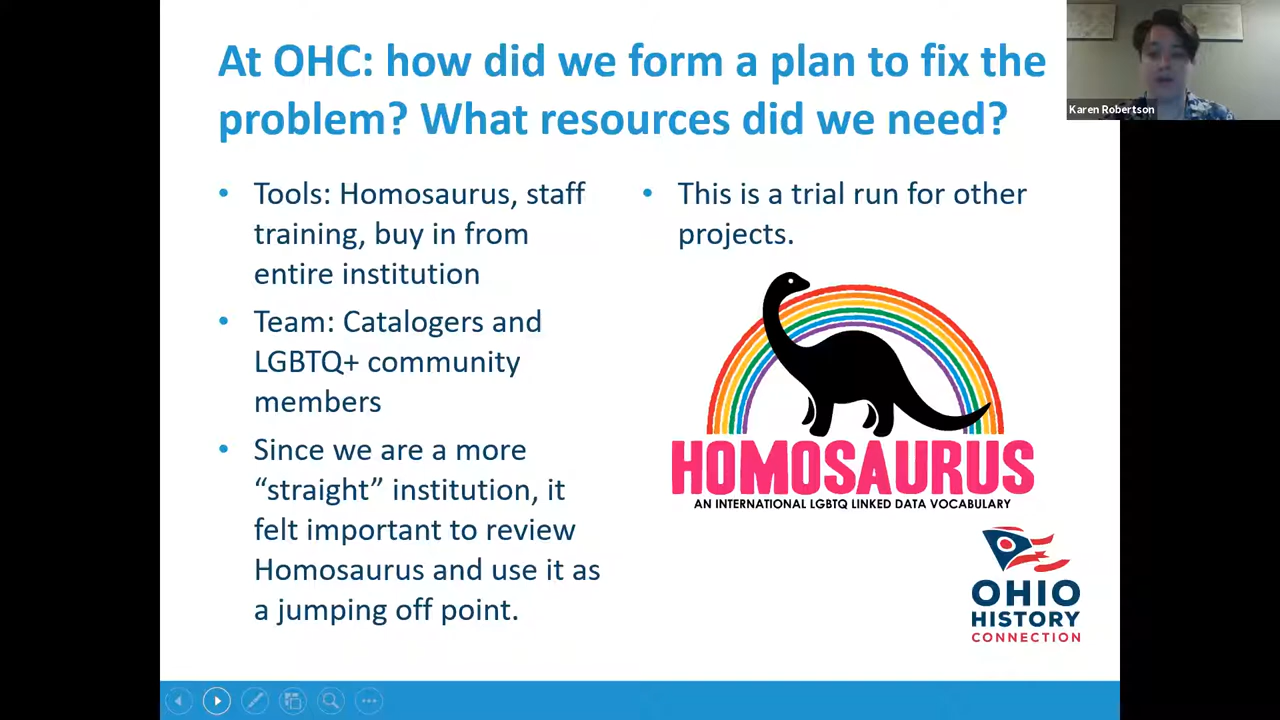 At OHC: how did we form a plan to fix the
problem? What resources did we need?
Karen Robertson
• Tools: Homosaurus, staff
training, buy in from
entire institution
• Team: Catalogers and
LGBTQ+ community
members
• Since we are a more
“straight” institution, it
felt important to review
Homosaurus and use it as
a jumping off point.
• This is a trial run for other
projects.
HOMOSAURUS
AN INTERNATIONAL LGBTQ LINKED DATA VOCABULARY
OHIO
HISTORY
CONNECTION